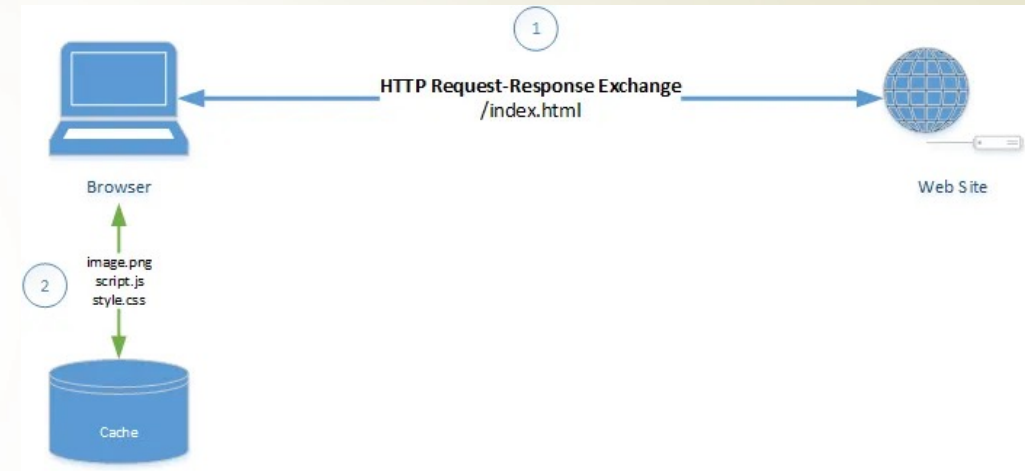 1
HTTP Request-Response Exchange
/index.html
Browser
Web Site
2
image.png
script.js
style.css
Cache